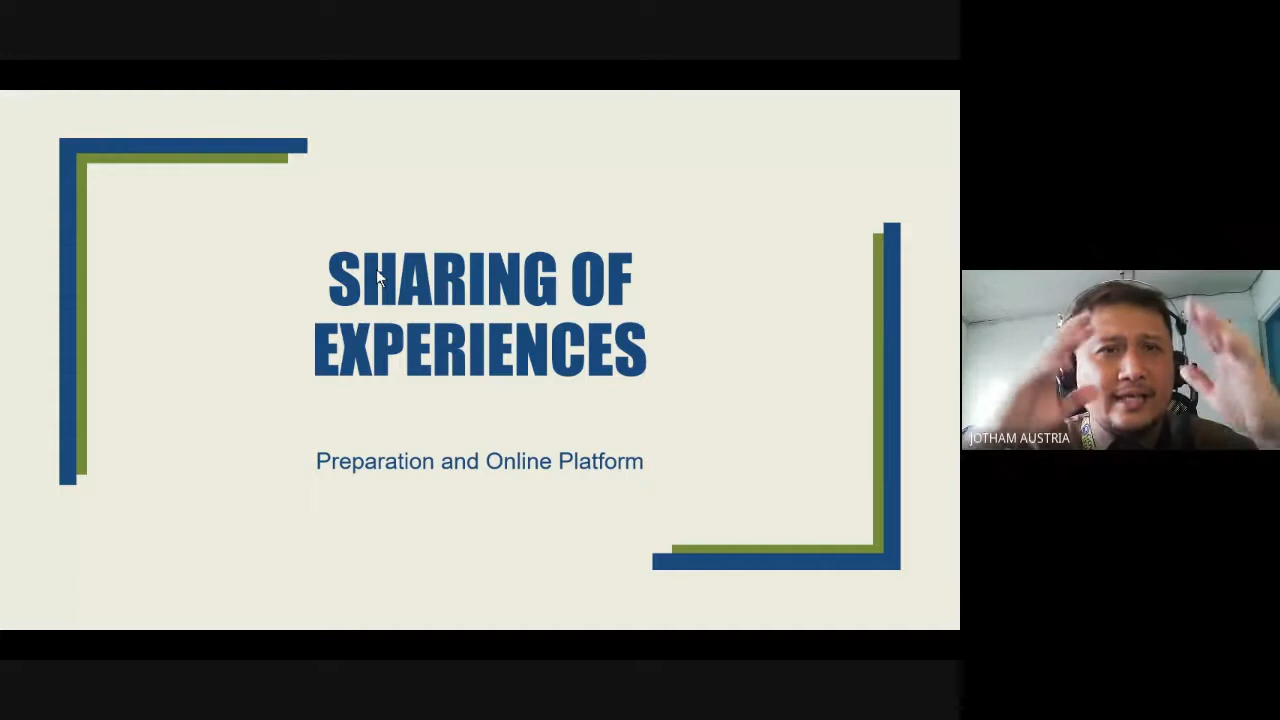 SHARING OF
EXPERIENCES
Preparation and Online Platform
JOTHAM AUSTRIA